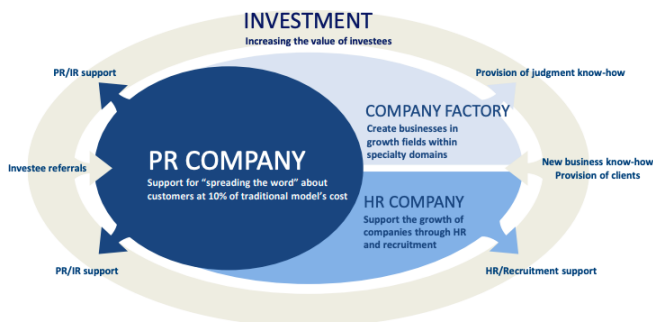 INVESTMENT
Increasing the value of investees
PR/IR support
Provision of judgment know-how
COMPANY FACTORY
Create businesses in
growth fields within
specialty domains
PR COMPANY
Support for “spreading the word” about
customers at 10% of traditional model’s cost
Investee referrals
New business know-how
Provision of clients
HR COMPANY
Support the growth of
companies through HR
and recruitment
PR/IR support
HR/Recruitment support